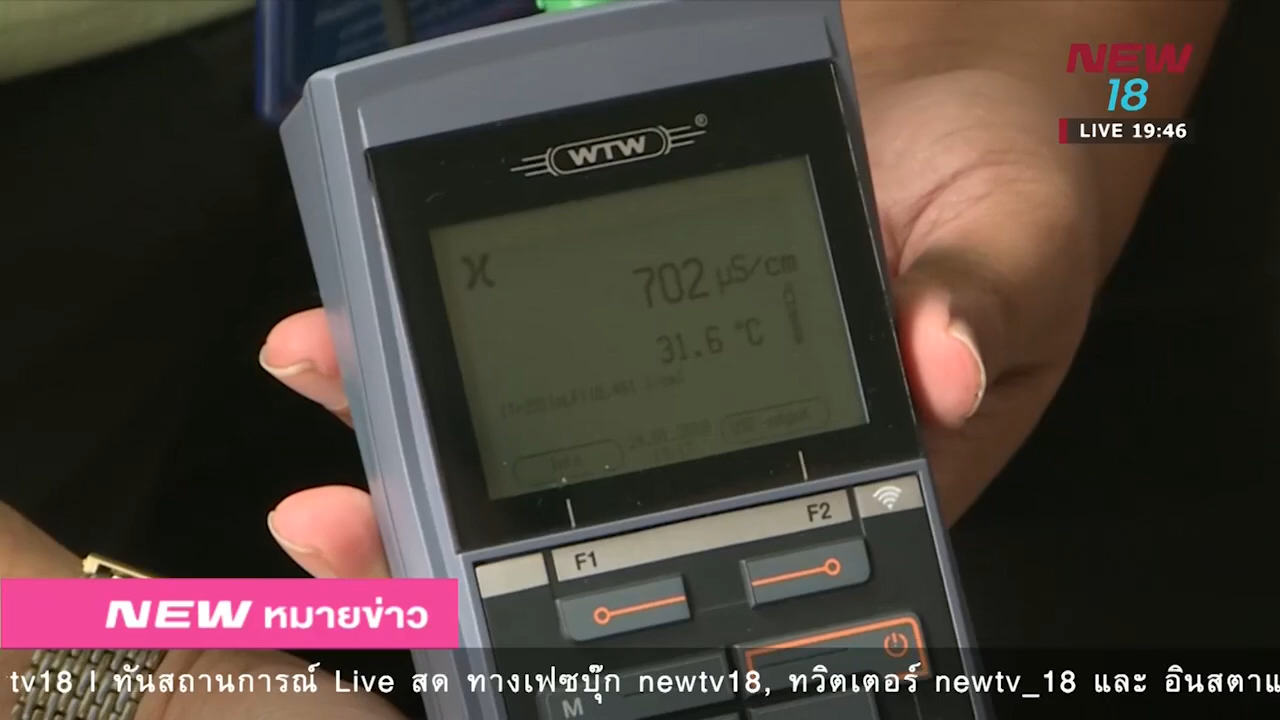 NEW
18
LIVE 19:46
WTW
702 µS/cm
31.6 °C
F1
F2
M
NEW หมายข่าว
tv18 | ทันสถานการณ์ Live สด ทางเฟซบุ๊ก newtv18, ทวิตเตอร์ newtv_18 และ อินสตาแ